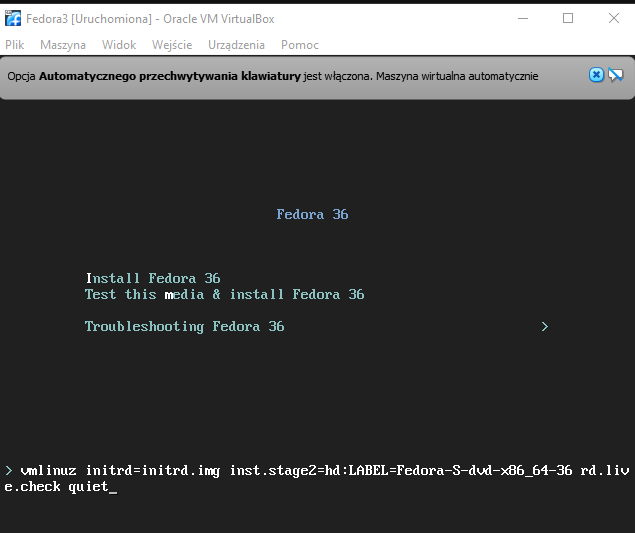 Fedora3 [Uruchomiona] - Oracle VM VirtualBox
Plik Maszyna Widok Wejście Urządzenia Pomoc
Opcja Automatycznego przechwytywania klawiatury jest włączona. Maszyna wirtualna automatycznie
Fedora 36
Install Fedora 36
Test this media & install Fedora 36
Troubleshooting Fedora 36 >
> vmlinuz initrd=initrd.img inst.stage2=hd:LABEL=Fedora-S-dvd-x86_64-36 rd.liv
e.check quiet_